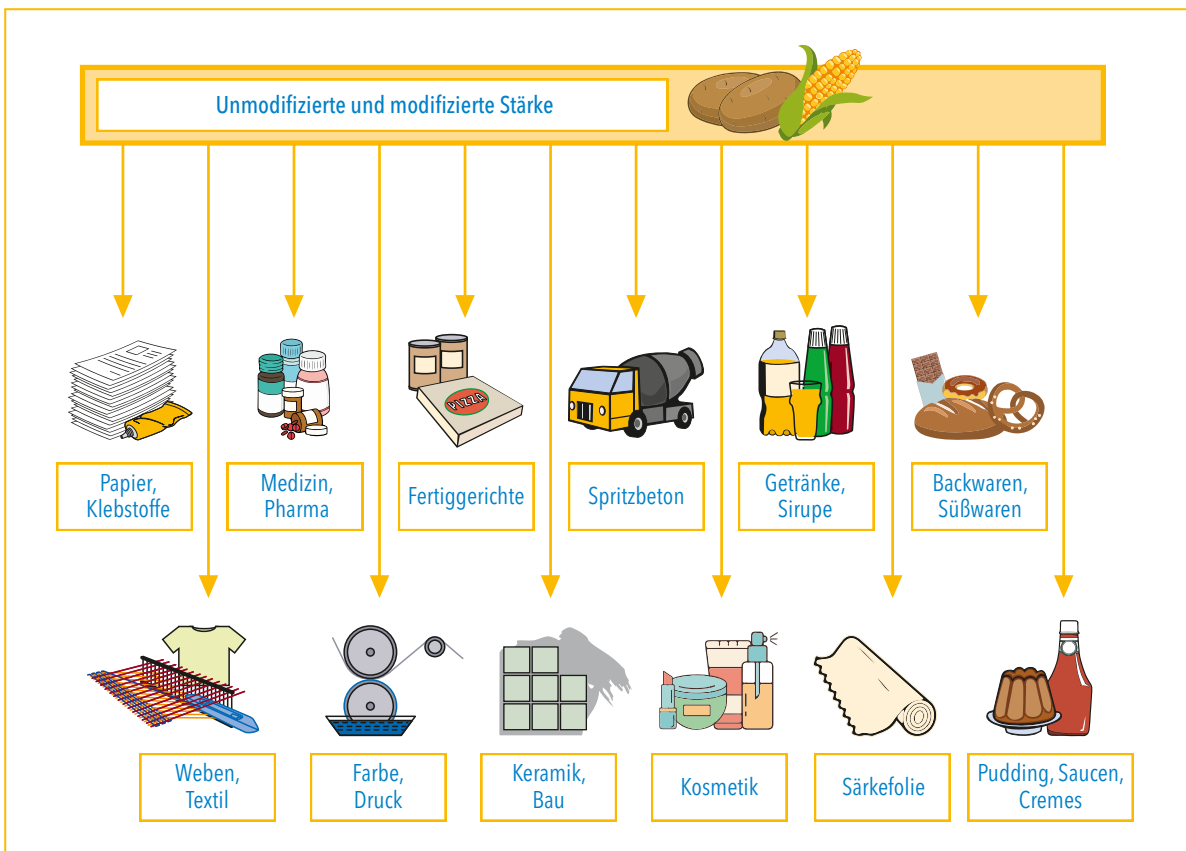 Unmodifizierte und modifizierte Stärke
PIZZA
Papier,
Klebstoffe
Medizin,
Pharma
Fertiggerichte
Spritzbeton
Getränke,
Sirupe
Backwaren,
Süßwaren
Weben,
Textil
Farbe,
Druck
Keramik,
Bau
Kosmetik
Särkefolie
Pudding, Saucen,
Cremes